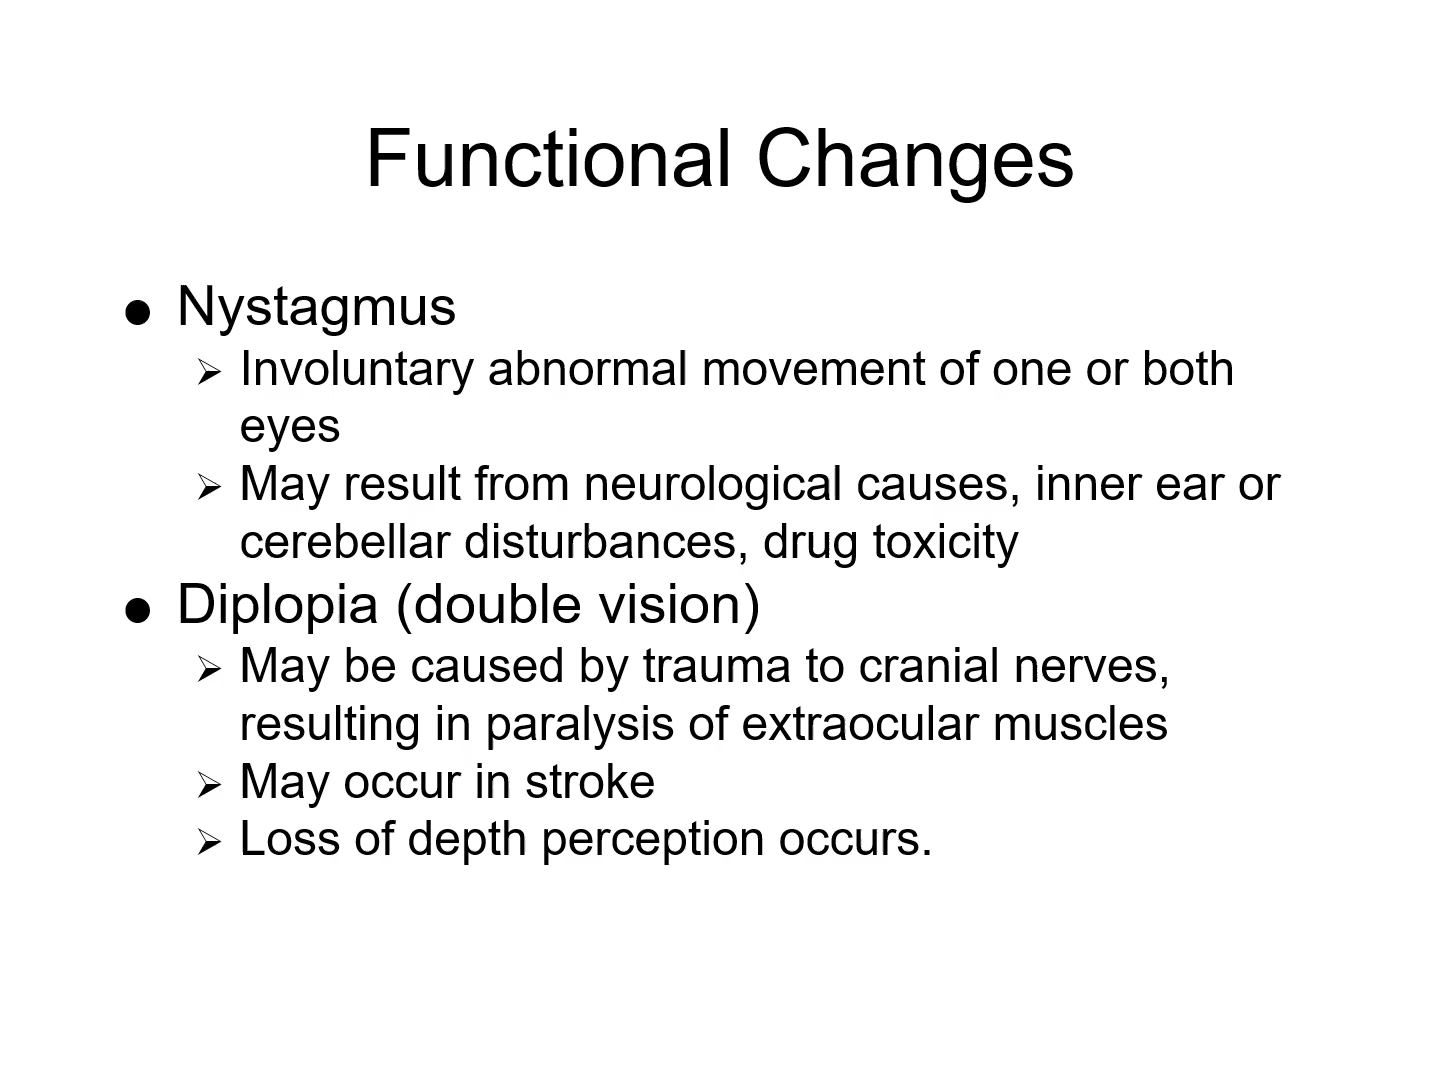 Functional Changes
● Nystagmus
➢ Involuntary abnormal movement of one or both
eyes
➢ May result from neurological causes, inner ear or
cerebellar disturbances, drug toxicity
● Diplopia (double vision)
➢ May be caused by trauma to cranial nerves,
resulting in paralysis of extraocular muscles
➢ May occur in stroke
➢ Loss of depth perception occurs.